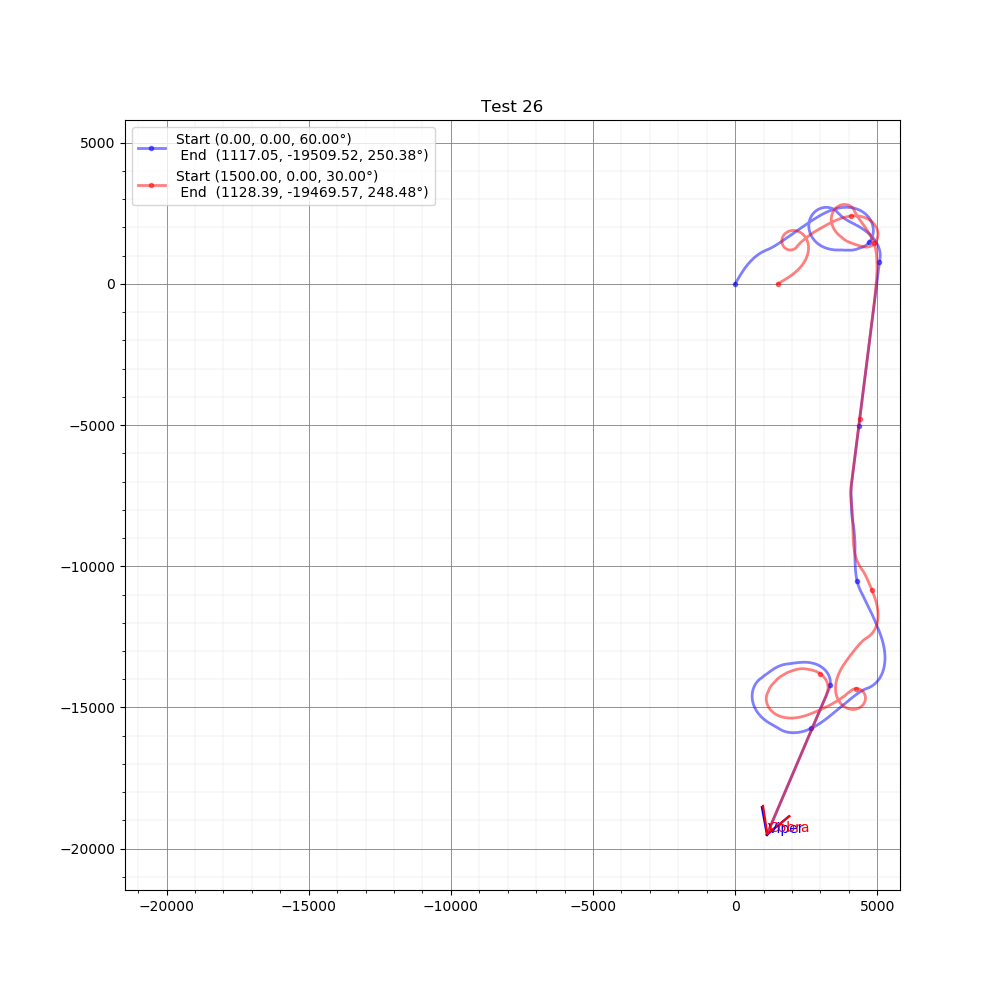 Test 26
Start (0.00, 0.00, 60.00°)
End  (1117.05, -19509.52, 250.38°)
Start (1500.00, 0.00, 30.00°)
End  (1128.39, -19469.57, 248.48°)
5000
0
−5000
−10000
−15000
−20000
−20000
−15000
−10000
−5000
0
5000